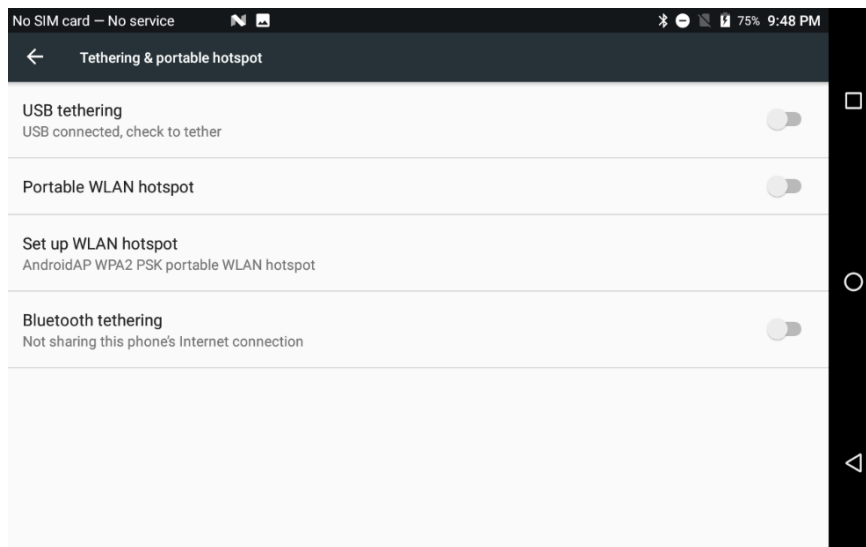 No SIM card — No service 75% 9:48 PM
Tethering & portable hotspot
USB tethering
USB connected, check to tether
Portable WLAN hotspot
Set up WLAN hotspot
AndroidAP WPA2 PSK portable WLAN hotspot
Bluetooth tethering
Not sharing this phone's Internet connection